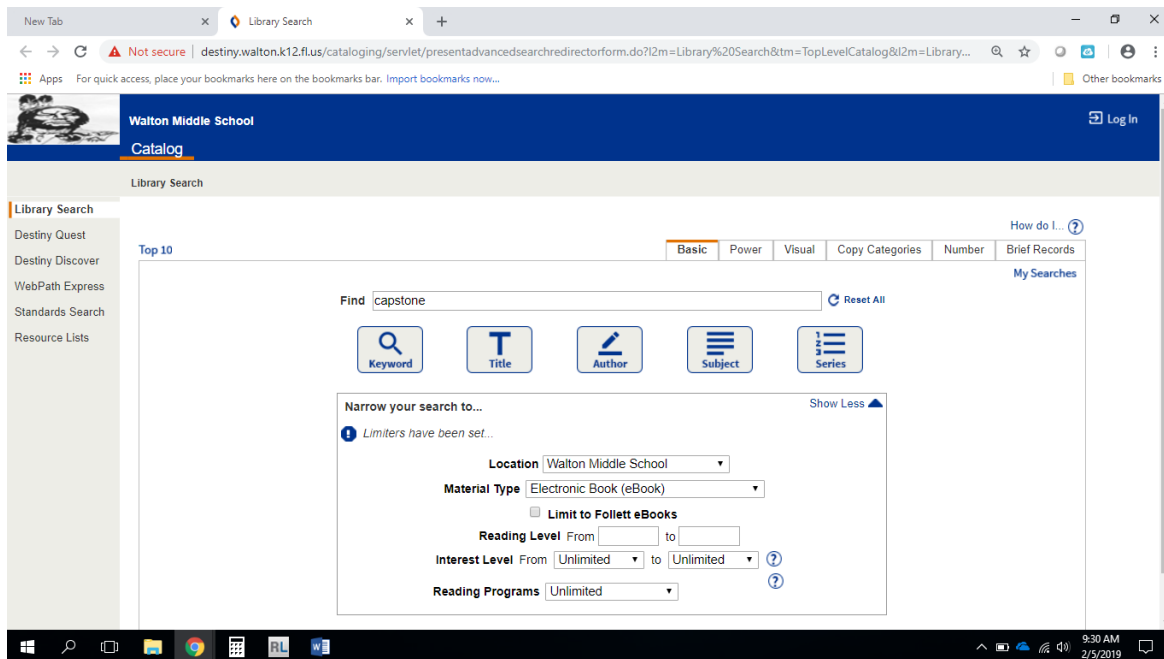 New Tab
Library Search
Not secure | destiny.walton.k12.fl.us/cataloging/servlet/presentadvancedsearchredirectorform.do?l2m=Library%20Search&tm=TopLevelCatalog&l2m=Library...
Apps For quick access, place your bookmarks here on the bookmarks bar. Import bookmarks now...
Other bookmarks
Walton Middle School
Log In
Catalog
Library Search
Library Search
Destiny Quest
Destiny Discover
WebPath Express
Standards Search
Resource Lists
How do I... ?
Top 10
Basic Power Visual Copy Categories Number Brief Records
My Searches
Find capstone Reset All
Keyword Title Author Subject Series
Narrow your search to... Show Less
Limiters have been set...
Location Walton Middle School
Material Type Electronic Book (eBook)
Limit to Follett eBooks
Reading Level From to
Interest Level From Unlimited to Unlimited ?
?
Reading Programs Unlimited
RL
9:30 AM
2/5/2019